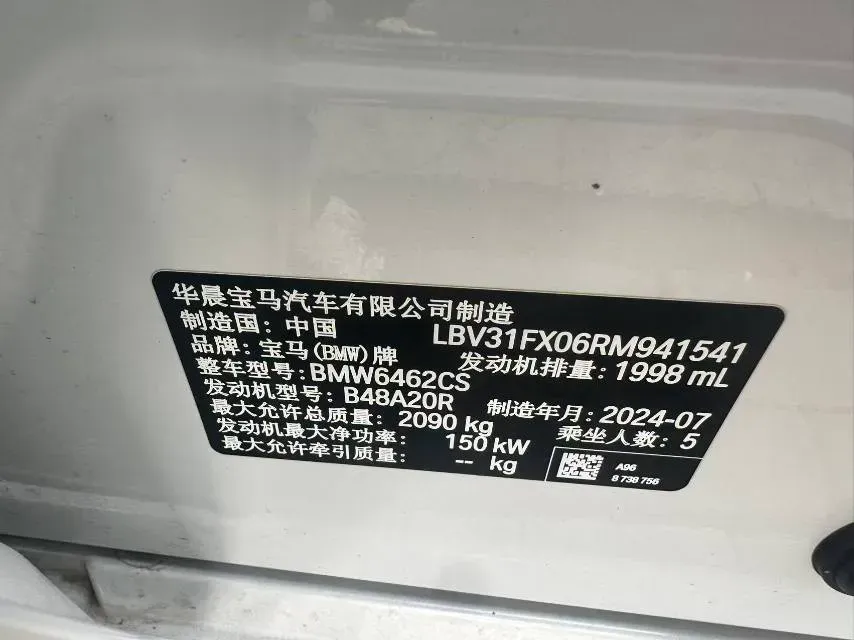 华晨宝马汽车有限公司制造
制造国：中国 LBV31FX06RM941541
品牌：宝马(BMW)牌 发动机排量：1998 mL
整车型号：BMW6462CS
发动机型号：B48A20R 制造年月：2024-07
最大允许总质量：2090 kg 乘坐人数：5
发动机最大净功率：150 kW
最大允许牵引质量：-- kg
A96
8 738 756